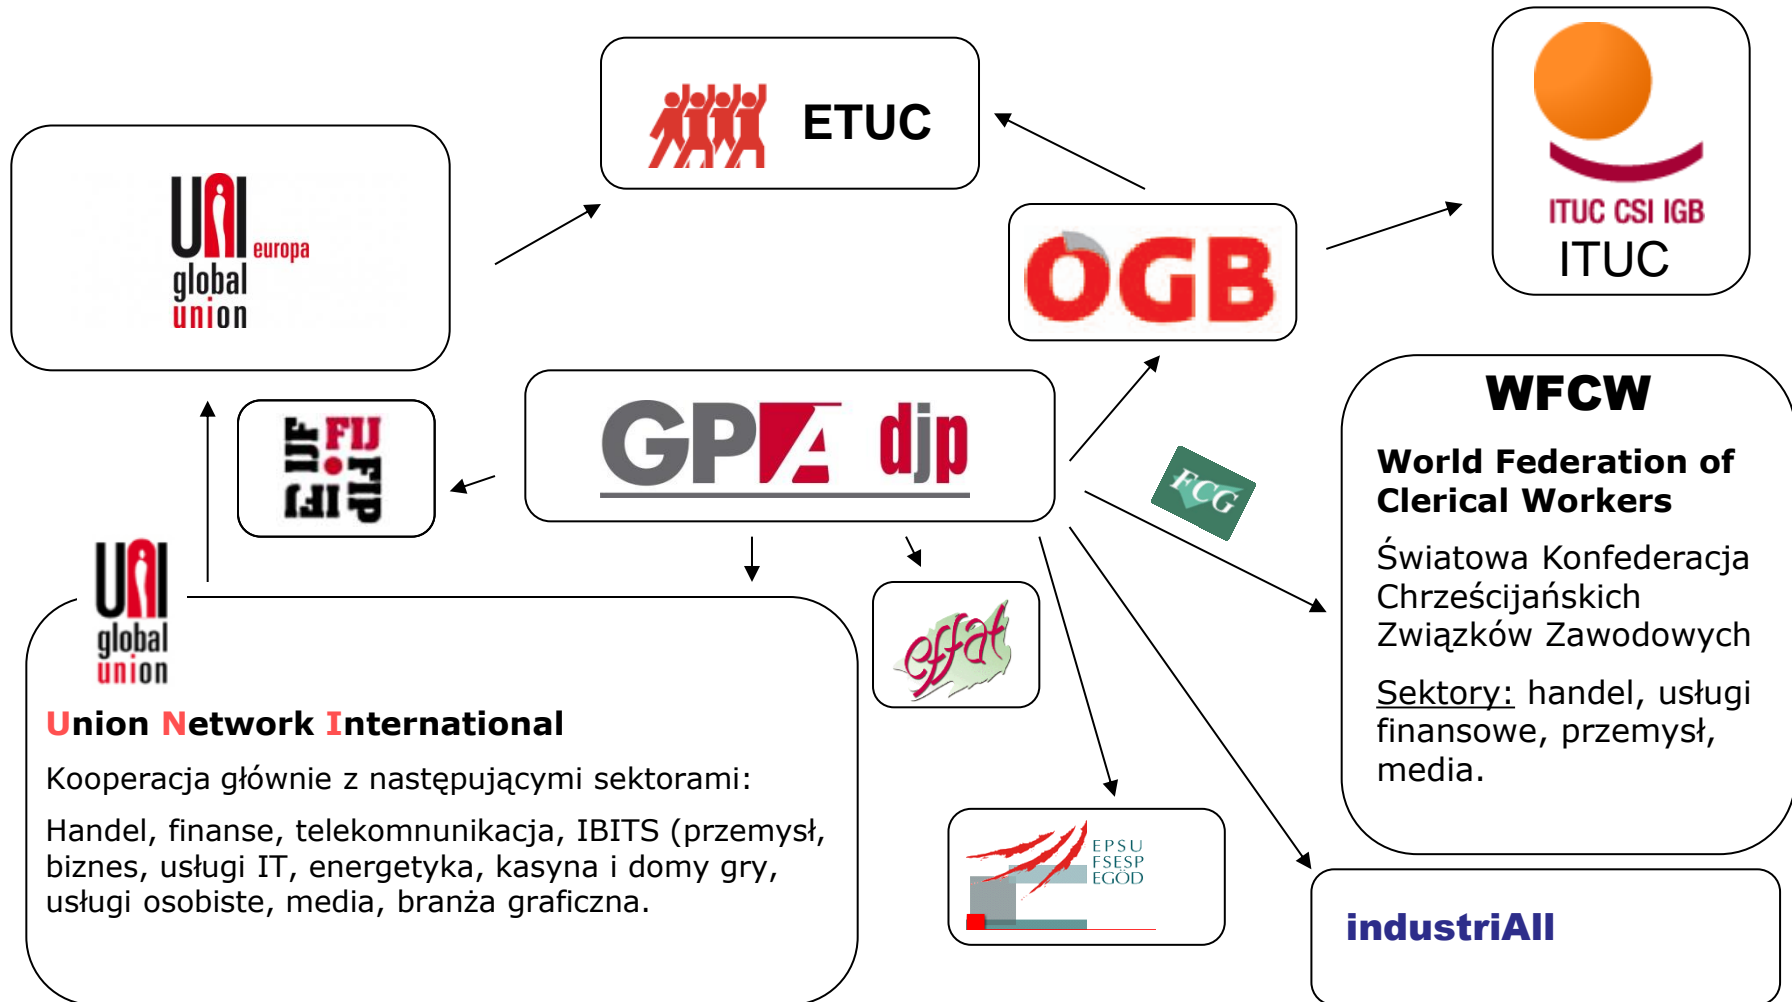 ETUC
ITUC CSI IGB
ITUC
UNI europa
global
union
ÖGB
GPA djp
IJF FIJ
IFJ FIP
FCG
WFCW
World Federation of
Clerical Workers
Światowa Konfederacja
Chrześcijańskich
Związków Zawodowych
Sektory: handel, usługi
finansowe, przemysł,
media.
UNI
global
union
Union Network International
Kooperacja głównie z następującymi sektorami:
Handel, finanse, telekomnunikacja, IBITS (przemysł,
biznes, usługi IT, energetyka, kasyna i domy gry,
usługi osobiste, media, branża graficzna.
effat
EPSU
FSESP
EGÖD
industriAll